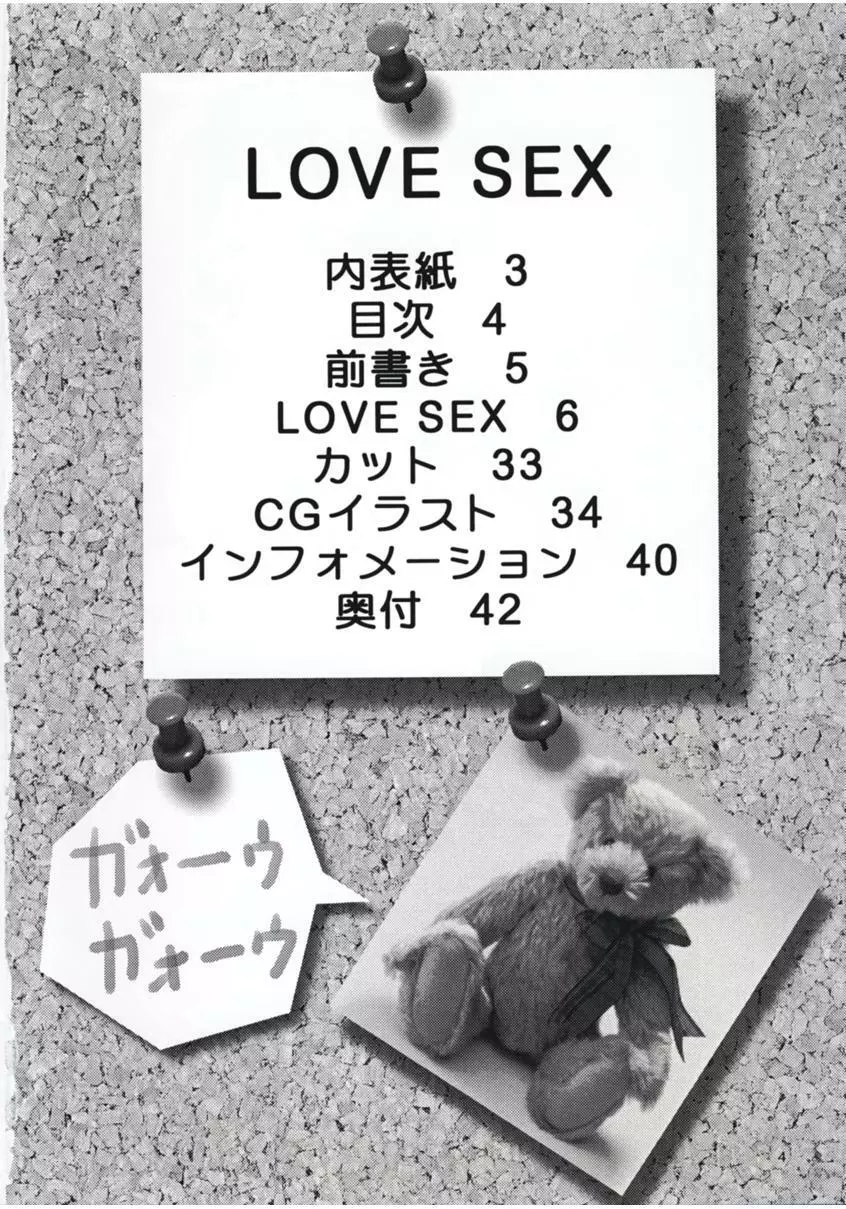 LOVE SEX
内表紙 3
目次 4
前書き 5
LOVE SEX 6
カット 33
CGイラスト 34
インフォメーション 40
奥付 42
ガォーゥ
ガォーウ
4